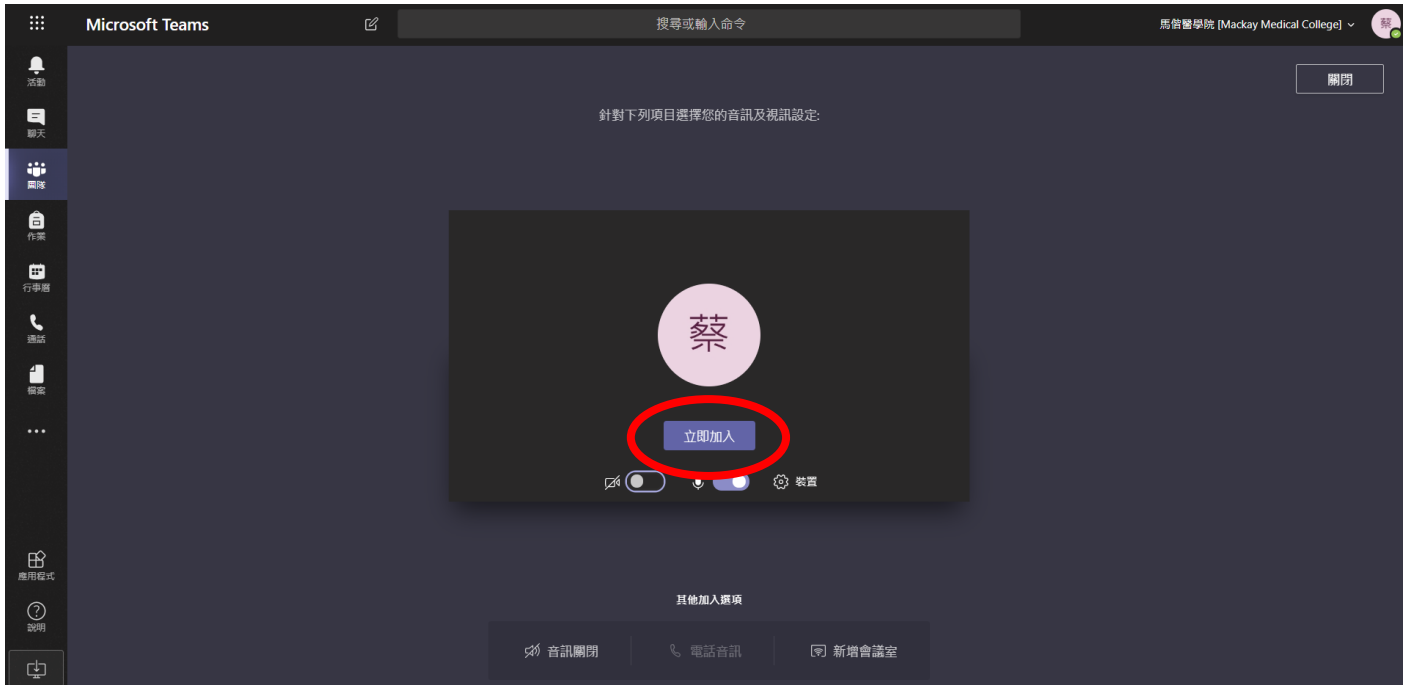 Microsoft Teams
搜尋或輸入命令
馬偕醫學院 [Mackay Medical College]
蔡
活動
聊天
團隊
作業
行事曆
通話
檔案
應用程式
說明
關閉
針對下列項目選擇您的音訊及視訊設定:
蔡
立即加入
裝置
其他加入選項
音訊關閉
電話音訊
新增會議室